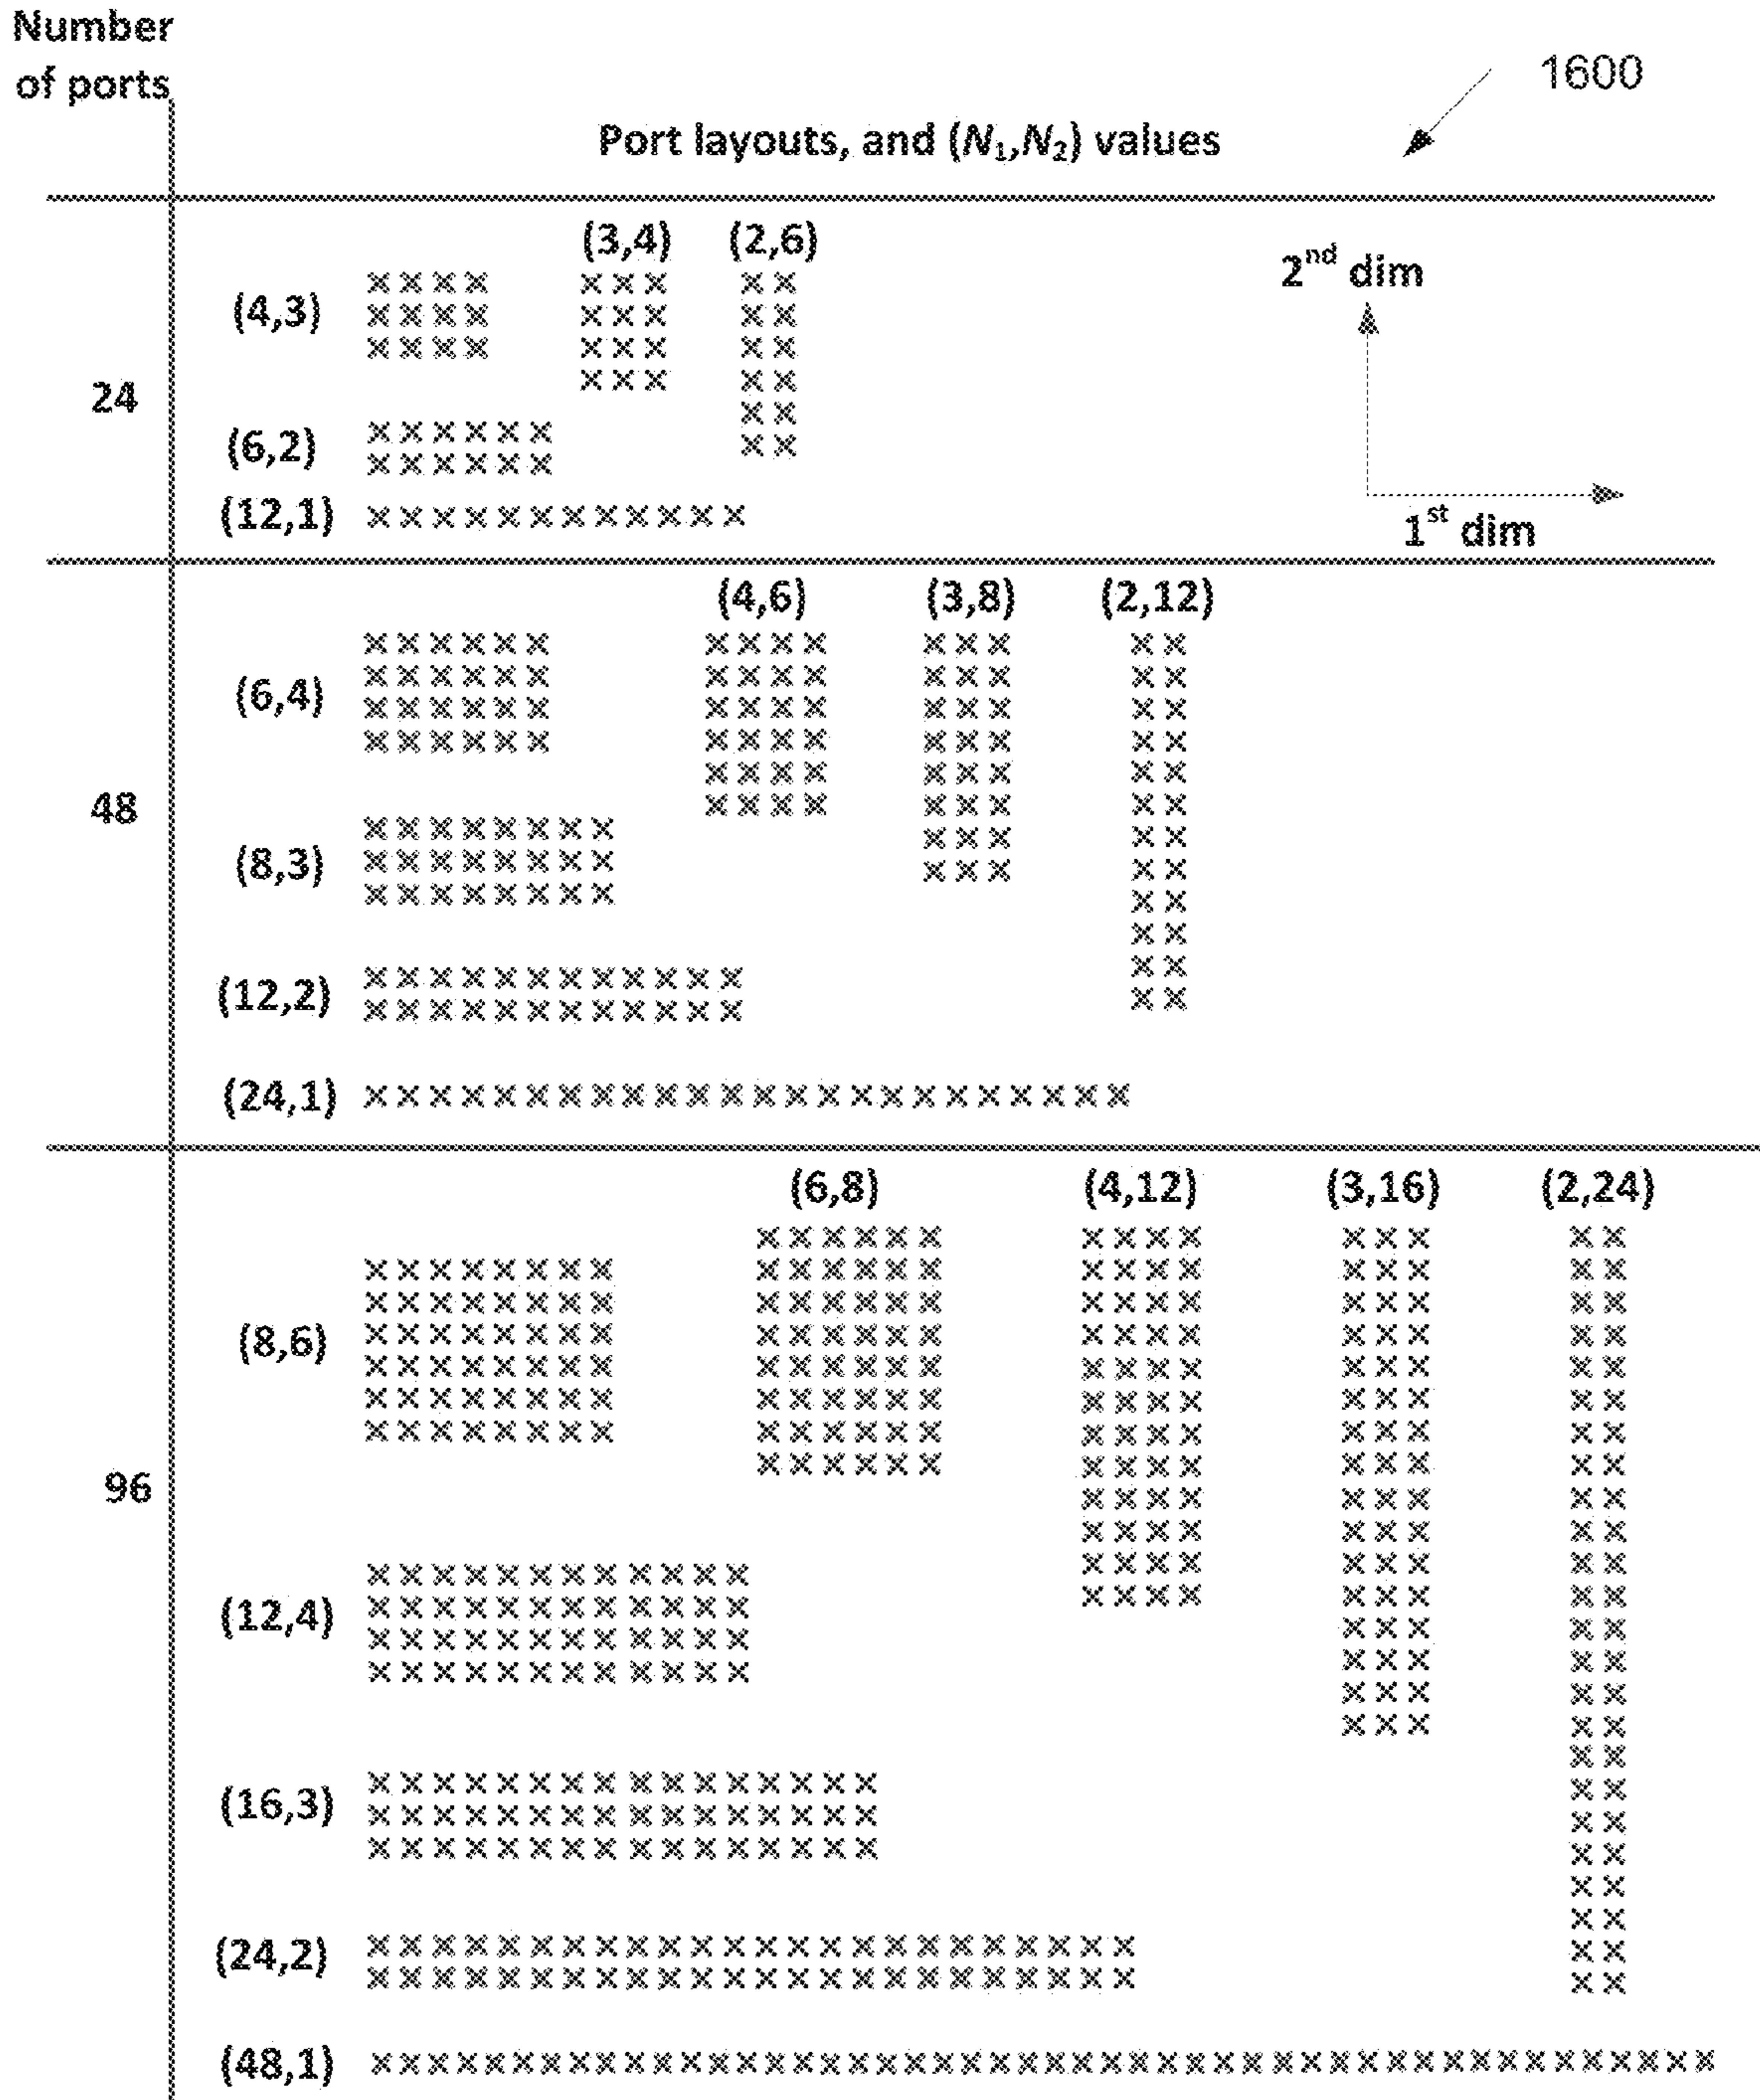 Number
of ports
1600
Port layouts, and (N₁,N₂) values
(3,4) (2,6)
2nd dim
(4,3)
24
(6,2)
(12,1)
1st dim
(4,6) (3,8) (2,12)
(6,4)
48
(8,3)
(12,2)
(24,1)
(6,8) (4,12) (3,16) (2,24)
(8,6)
96
(12,4)
(16,3)
(24,2)
(48,1)